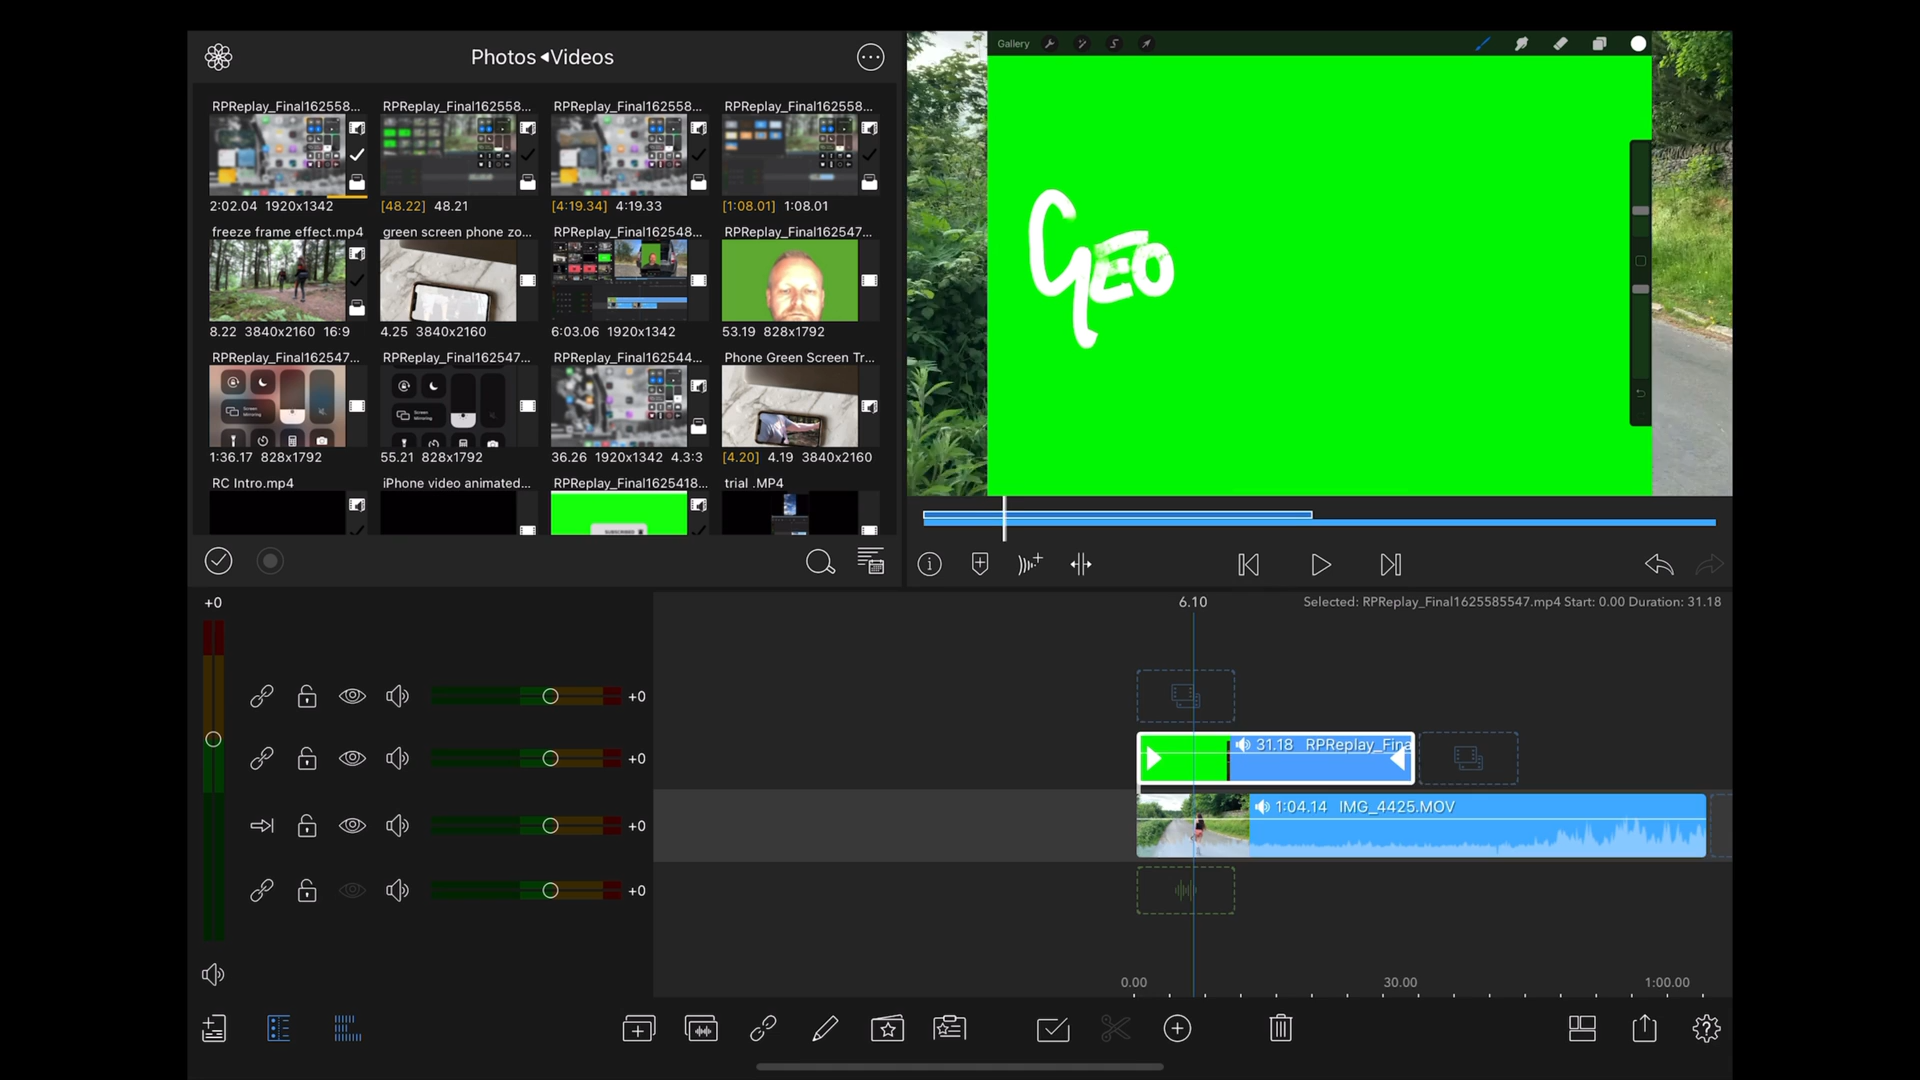 Photos◂Videos
Gallery
RPReplay_Final162558... RPReplay_Final162558... RPReplay_Final162558... RPReplay_Final162558...
2:02.04 1920x1342 [48.22] 48.21 [4:19.34] 4:19.33 [1:08.01] 1:08.01
freeze frame effect.mp4 green screen phone zo... RPReplay_Final162548... RPReplay_Final162547...
8.22 3840x2160 16:9 4.25 3840x2160 6:03.06 1920x1342 53.19 828x1792
RPReplay_Final162547... RPReplay_Final162547... RPReplay_Final162544... Phone Green Screen Tr...
Screen Mirroring Screen Mirroring
1:36.17 828x1792 55.21 828x1792 36.26 1920x1342 4.3:3 [4.20] 4.19 3840x2160
RC Intro.mp4 iPhone video animated... RPReplay_Final1625418... trial .MP4
GEO
+0 6.10 Selected: RPReplay_Final1625585547.mp4 Start: 0.00 Duration: 31.18
+0
+0 31.18 RPReplay_Fina
+0 1:04.14 IMG_4425.MOV
+0
0.00 30.00 1:00.00